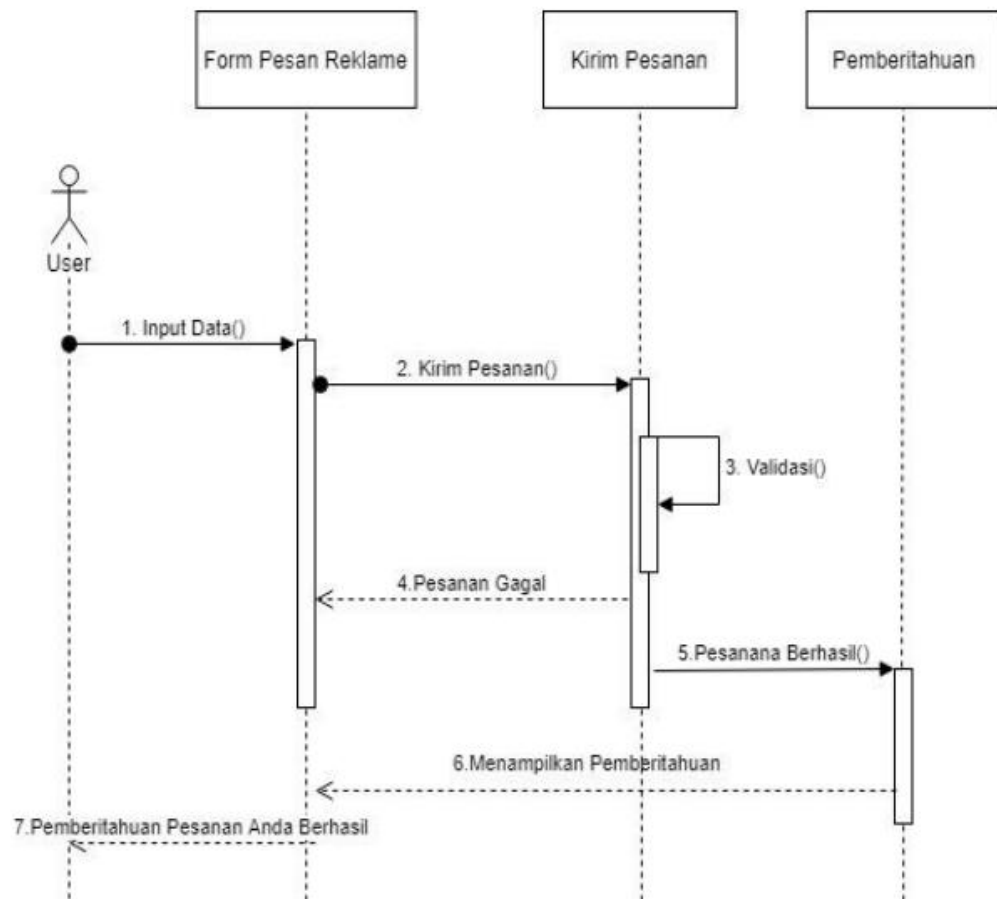 Form Pesan Reklame
Kirim Pesanan
Pemberitahuan
User
1. Input Data()
2. Kirim Pesanan()
3. Validasi()
4.Pesanan Gagal
5.Pesanana Berhasil()
6.Menampilkan Pemberitahuan
7.Pemberitahuan Pesanan Anda Berhasil